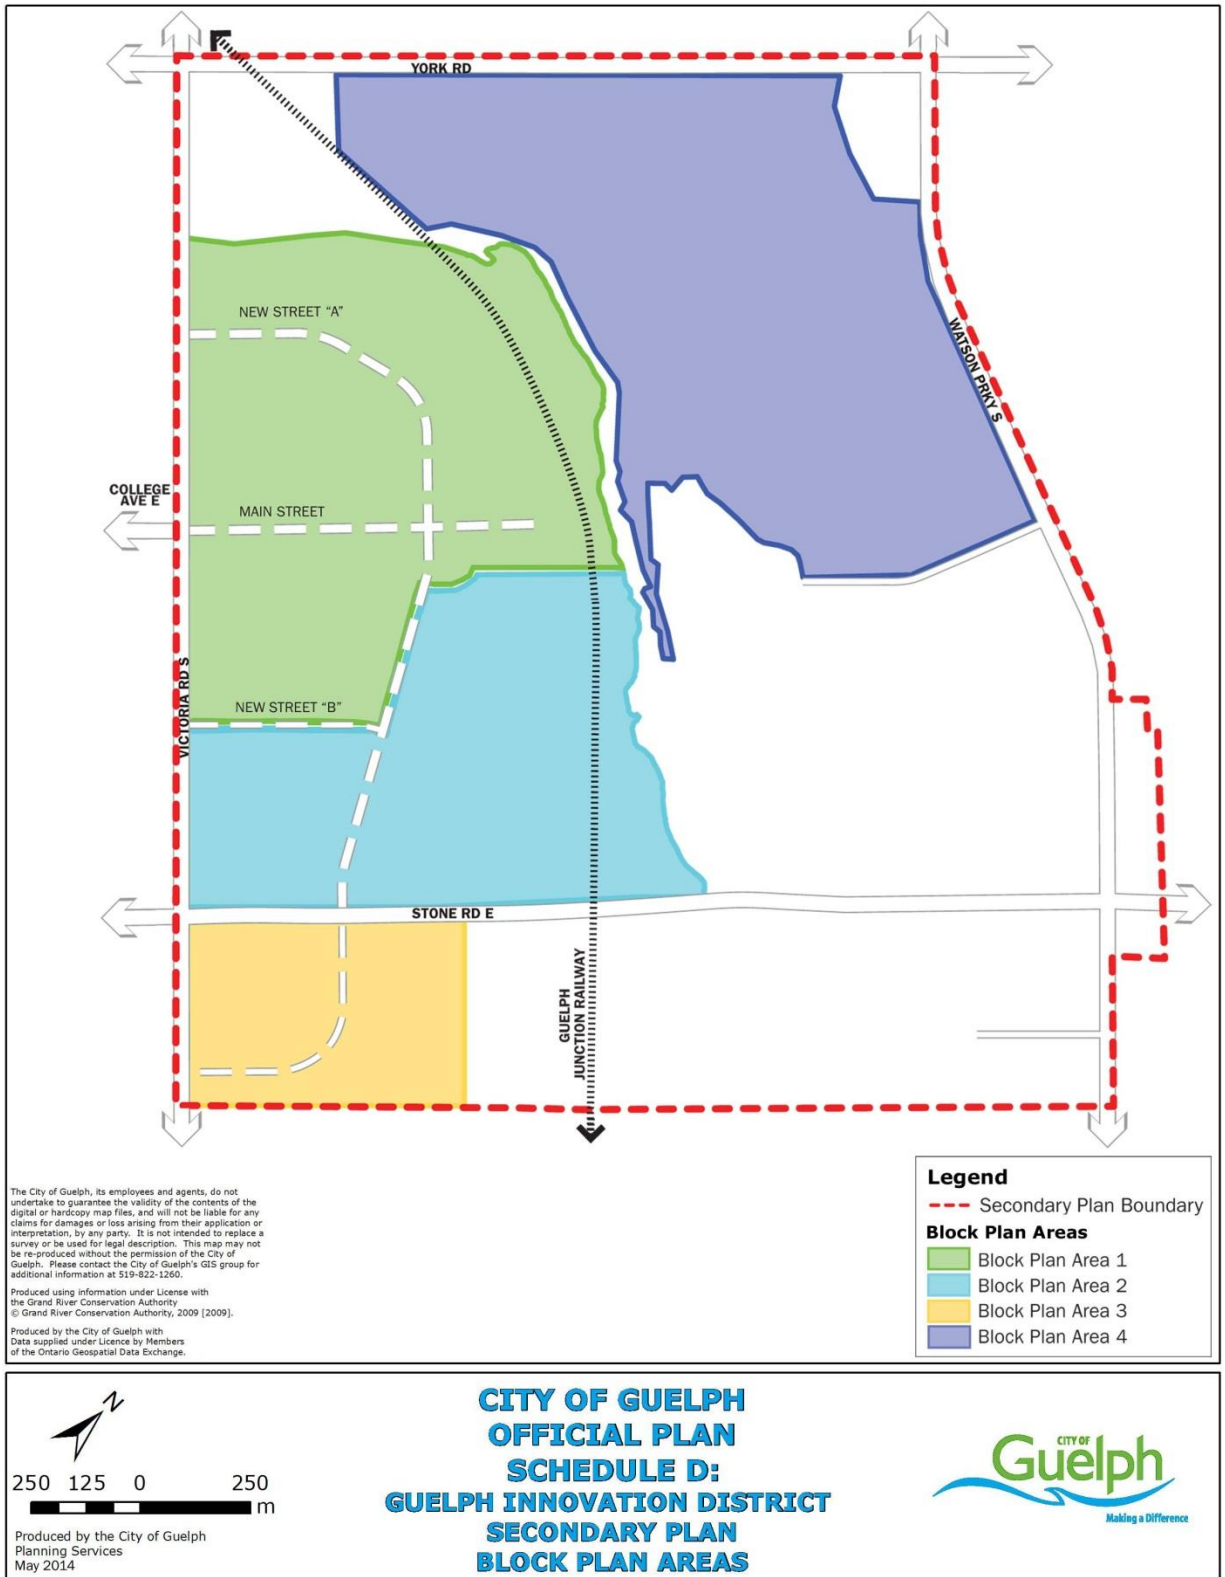 YORK RD
NEW STREET “A”
WATSON PRKY S
COLLEGE
AVE E
MAIN STREET
VICTORIA RD S
NEW STREET “B”
STONE RD E
GUELPH
JUNCTION RAILWAY
The City of Guelph, its employees and agents, do not
undertake to guarantee the validity of the contents of the
digital or hardcopy map files, and will not be liable for any
claims for damages or loss arising from their application or
interpretation, by any party. It is not intended to replace a
survey or be used for legal description. This map may not
be re-produced without the permission of the City of
Guelph. Please contact the City of Guelph's GIS group for
additional information at 519-822-1260.
Produced using information under License with
the Grand River Conservation Authority
© Grand River Conservation Authority, 2009 [2009].
Produced by the City of Guelph with
Data supplied under Licence by Members
of the Ontario Geospatial Data Exchange.
Legend
Secondary Plan Boundary
Block Plan Areas
Block Plan Area 1
Block Plan Area 2
Block Plan Area 3
Block Plan Area 4
N
250 125 0 250
m
Produced by the City of Guelph
Planning Services
May 2014
CITY OF GUELPH
OFFICIAL PLAN
SCHEDULE D:
GUELPH INNOVATION DISTRICT
SECONDARY PLAN
BLOCK PLAN AREAS
CITY OF
Guelph
Making a Difference